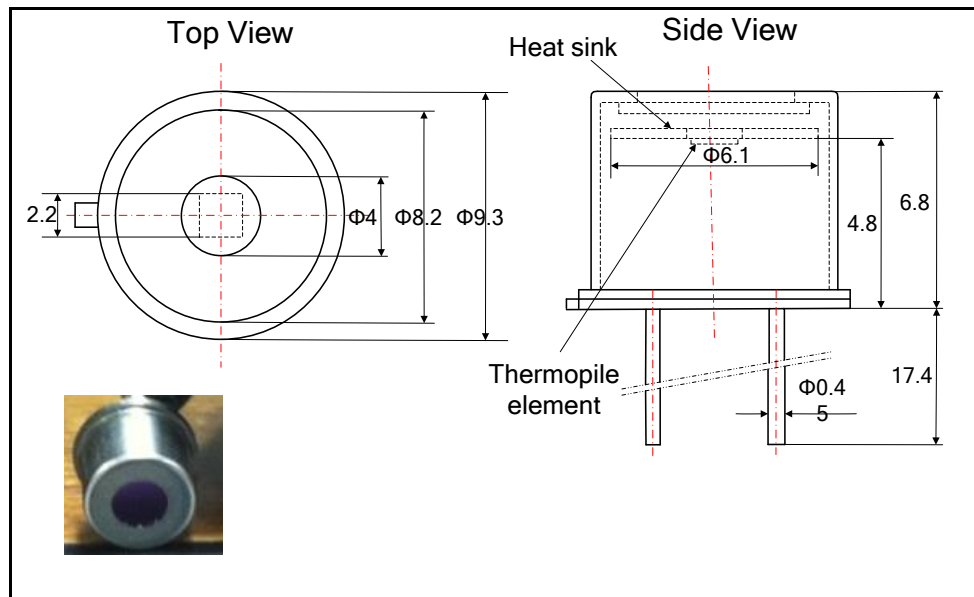 Top View
Side View
Heat sink
2.2
Φ4
Φ8.2
Φ9.3
Φ6.1
4.8
6.8
Thermopile
element
Φ0.4
5
17.4